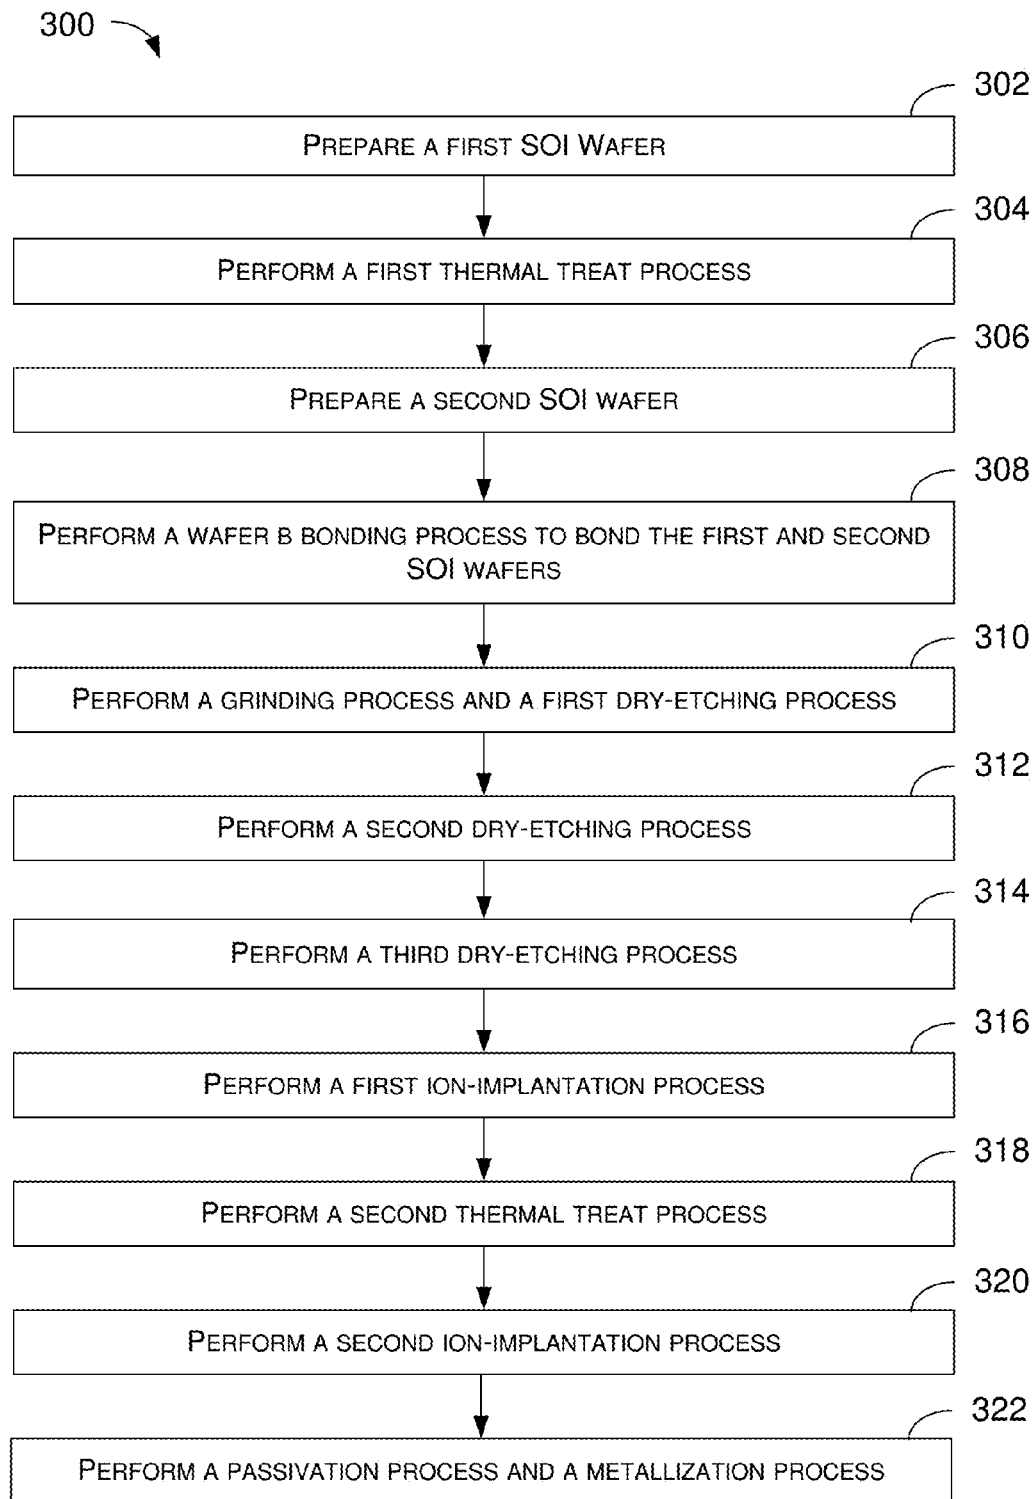 300
302
PREPARE A FIRST SOI WAFER
304
PERFORM A FIRST THERMAL TREAT PROCESS
306
PREPARE A SECOND SOI WAFER
308
PERFORM A WAFER B BONDING PROCESS TO BOND THE FIRST AND SECOND
SOI WAFERS
310
PERFORM A GRINDING PROCESS AND A FIRST DRY-ETCHING PROCESS
312
PERFORM A SECOND DRY-ETCHING PROCESS
314
PERFORM A THIRD DRY-ETCHING PROCESS
316
PERFORM A FIRST ION-IMPLANTATION PROCESS
318
PERFORM A SECOND THERMAL TREAT PROCESS
320
PERFORM A SECOND ION-IMPLANTATION PROCESS
322
PERFORM A PASSIVATION PROCESS AND A METALLIZATION PROCESS